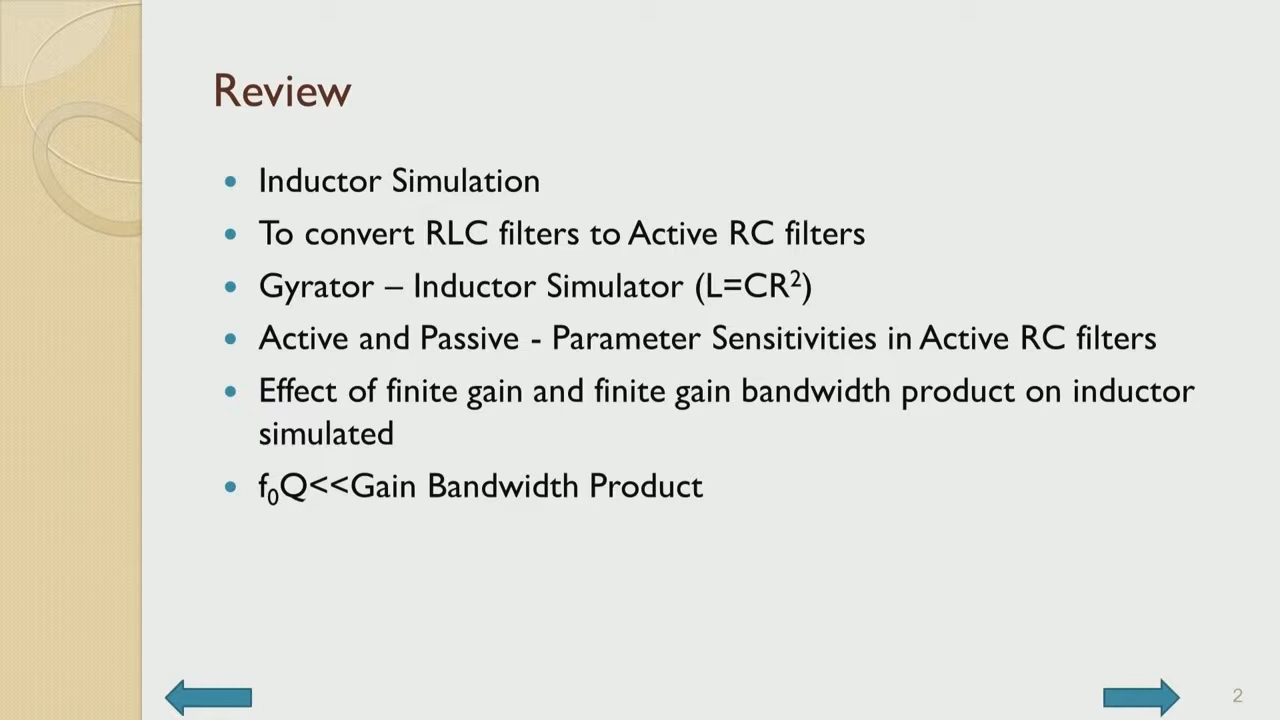 Review
• Inductor Simulation
• To convert RLC filters to Active RC filters
• Gyrator – Inductor Simulator (L=CR²)
• Active and Passive - Parameter Sensitivities in Active RC filters
• Effect of finite gain and finite gain bandwidth product on inductor
simulated
• f₀Q<<Gain Bandwidth Product
2